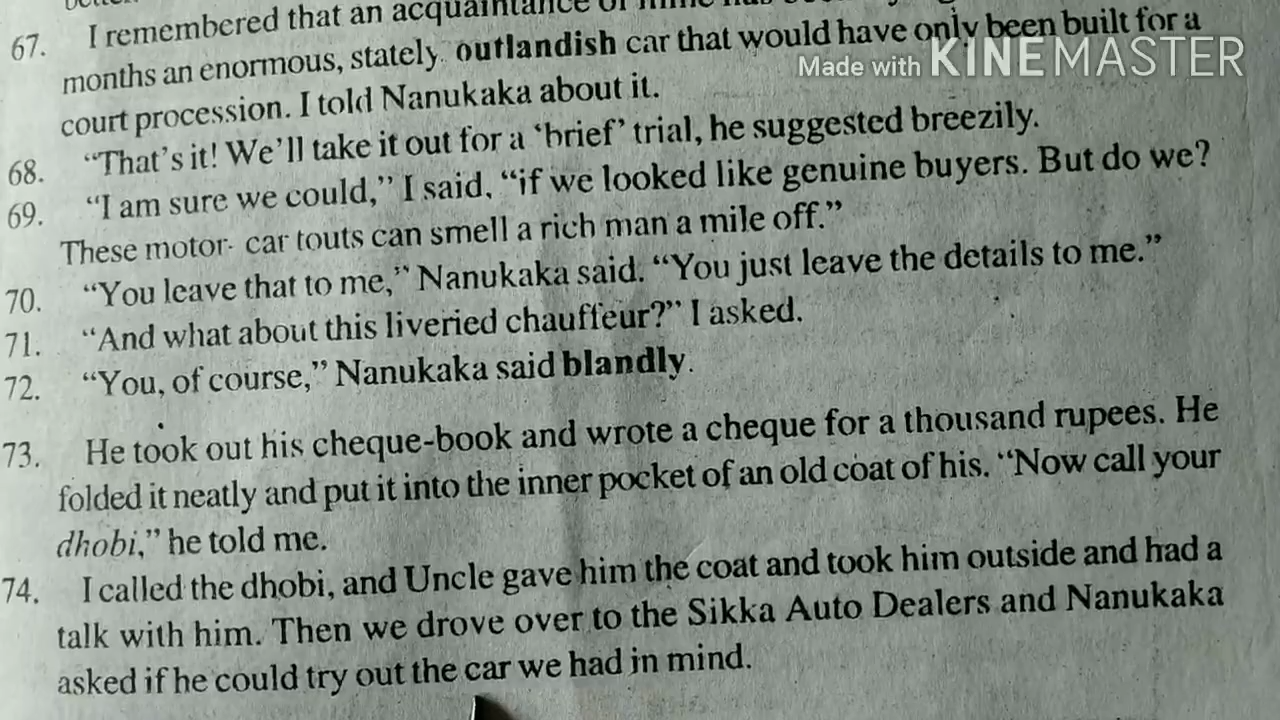 67. I remembered that an acquaintance of mine has
months an enormous, stately outlandish car that would have only been built for a
Made with KINEMASTER
court procession. I told Nanukaka about it.
68. “That’s it! We’ll take it out for a ‘brief’ trial, he suggested breezily.
69. “I am sure we could,” I said, “if we looked like genuine buyers. But do we?
These motor- car touts can smell a rich man a mile off.”
70. “You leave that to me,” Nanukaka said. “You just leave the details to me.”
71. “And what about this liveried chauffeur?” I asked.
72. “You, of course,” Nanukaka said blandly.
73. He took out his cheque-book and wrote a cheque for a thousand rupees. He
folded it neatly and put it into the inner pocket of an old coat of his. “Now call your
dhobi,” he told me.
74. I called the dhobi, and Uncle gave him the coat and took him outside and had a
talk with him. Then we drove over to the Sikka Auto Dealers and Nanukaka
asked if he could try out the car we had in mind.